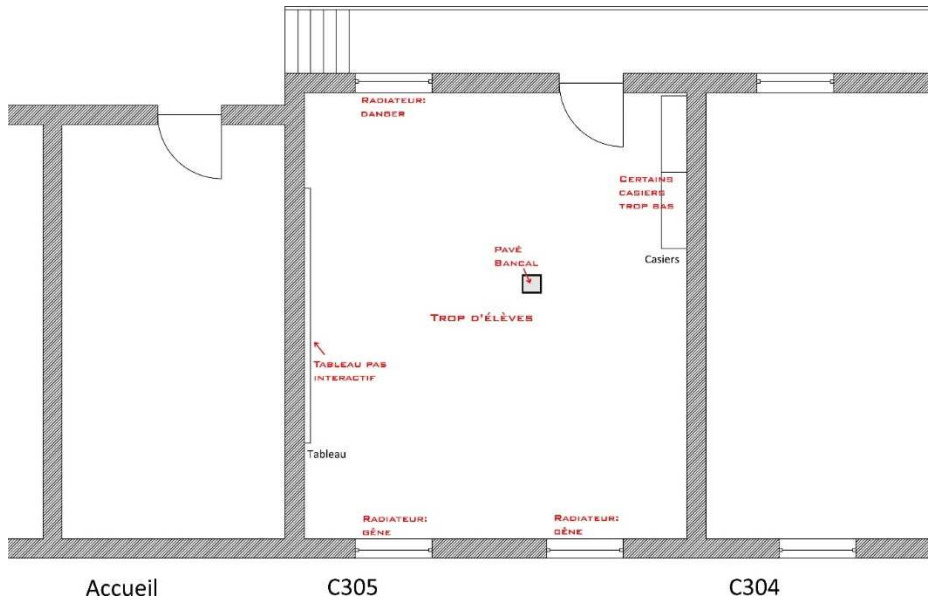 Radiateur:
danger
Certains
casiers
trop bas
Pavé
Bancal
Casiers
Trop d'élèves
Tableau pas
interactif
Tableau
Radiateur:
gêne
Radiateur:
gêne
Accueil
C305
C304